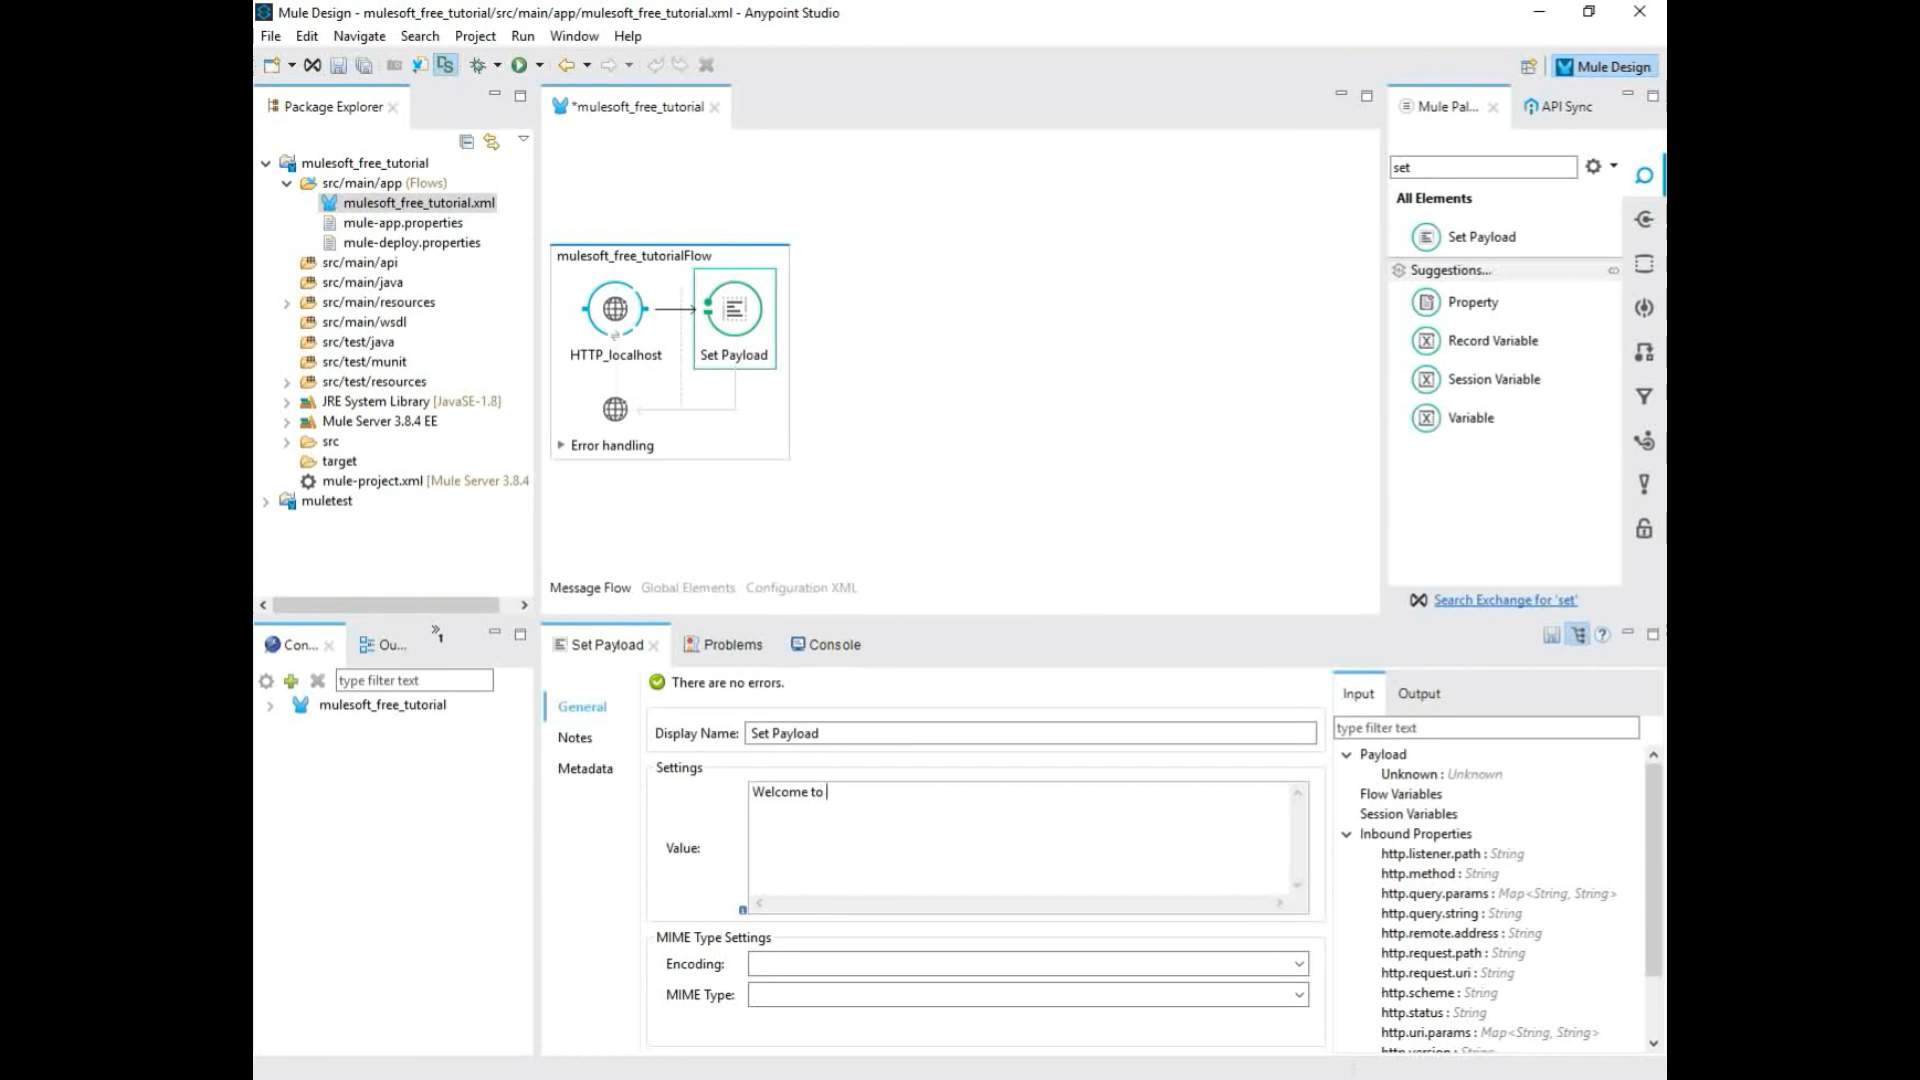 Mule Design - mulesoft_free_tutorial/src/main/app/mulesoft_free_tutorial.xml - Anypoint Studio
File Edit Navigate Search Project Run Window Help
Mule Design
Package Explorer
mulesoft_free_tutorial
src/main/app (Flows)
mulesoft_free_tutorial.xml
mule-app.properties
mule-deploy.properties
src/main/api
src/main/java
src/main/resources
src/main/wsdl
src/test/java
src/test/munit
src/test/resources
JRE System Library [JavaSE-1.8]
Mule Server 3.8.4 EE
src
target
mule-project.xml [Mule Server 3.8.4
muletest
*mulesoft_free_tutorial
mulesoft_free_tutorialFlow
HTTP_localhost
Set Payload
Error handling
Message Flow Global Elements Configuration XML
Mule Pal...
API Sync
set
All Elements
Set Payload
Suggestions...
Property
Record Variable
Session Variable
Variable
Search Exchange for 'set'
Con...
Ou...
type filter text
mulesoft_free_tutorial
Set Payload Problems Console
There are no errors.
General
Notes
Metadata
Display Name: Set Payload
Settings
Welcome to
Value:
MIME Type Settings
Encoding:
MIME Type:
Input Output
type filter text
Payload
Unknown : Unknown
Flow Variables
Session Variables
Inbound Properties
http.listener.path : String
http.method : String
http.query.params : Map<String, String>
http.query.string : String
http.remote.address : String
http.request.path : String
http.request.uri : String
http.scheme : String
http.status : String
http.uri.params : Map<String, String>